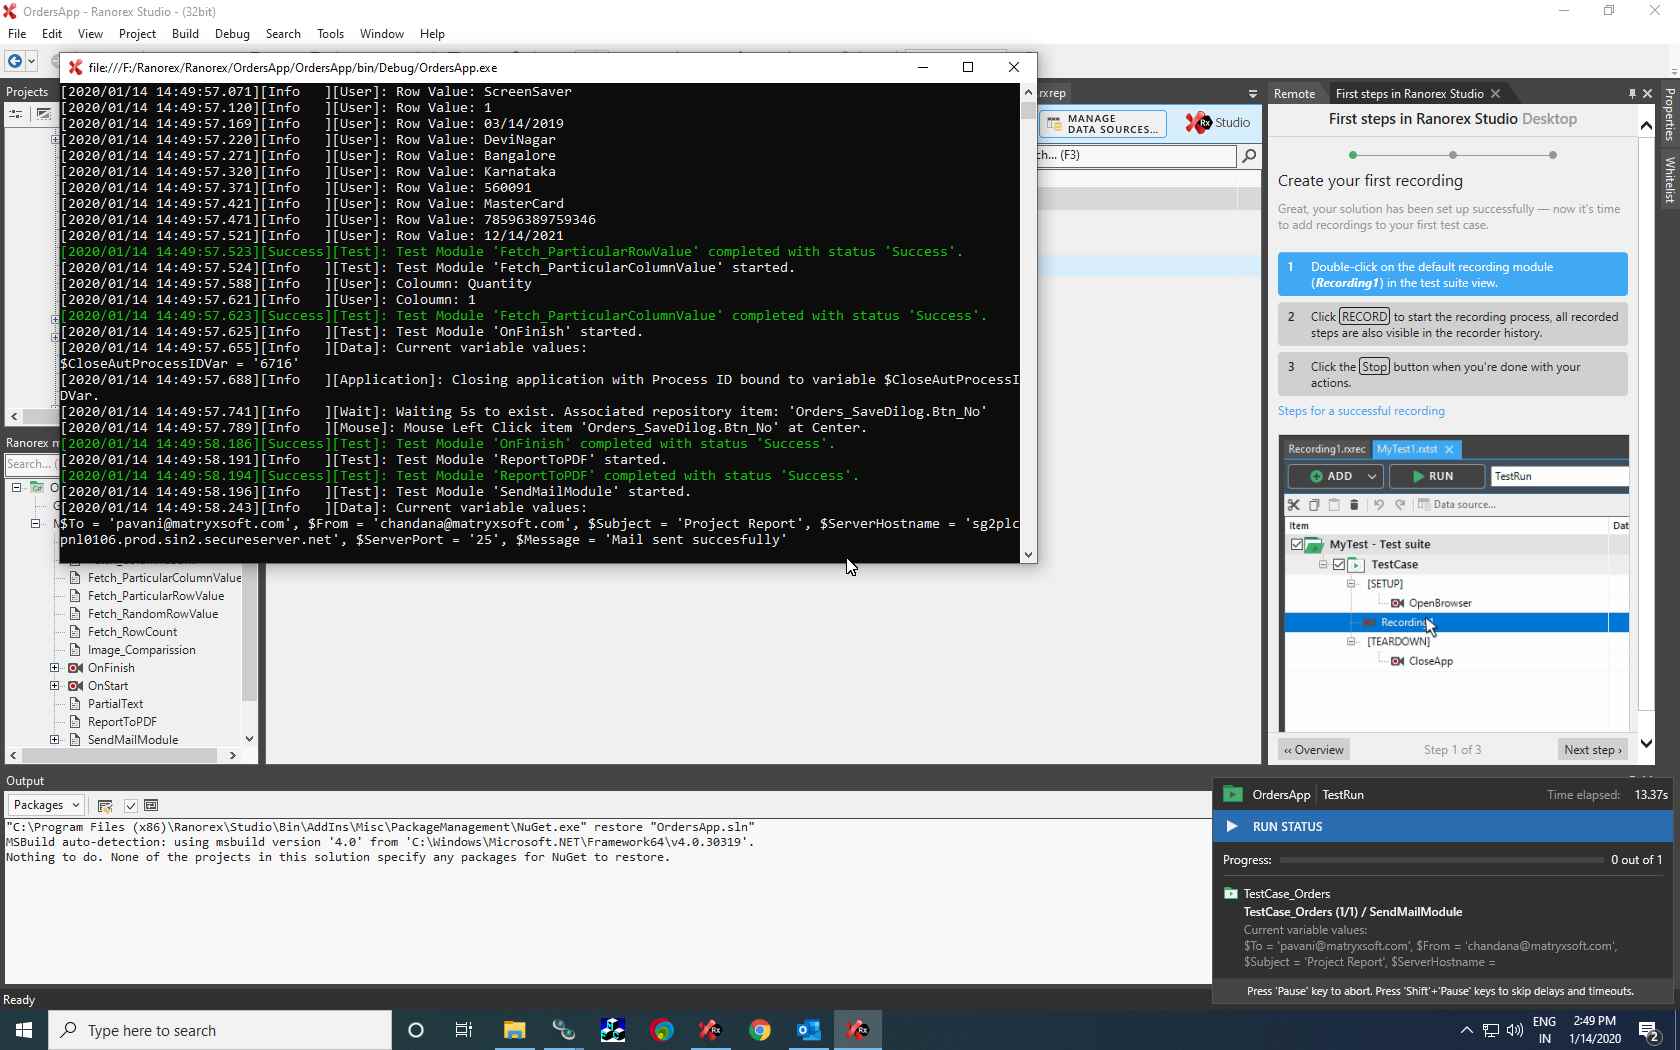 OrdersApp - Ranorex Studio - (32bit)
File Edit View Project Build Debug Search Tools Window Help
file:///F:/Ranorex/Ranorex/OrdersApp/OrdersApp/bin/Debug/OrdersApp.exe
[2020/01/14 14:49:57.071][Info   ][User]: Row Value: ScreenSaver
[2020/01/14 14:49:57.120][Info   ][User]: Row Value: 1
[2020/01/14 14:49:57.169][Info   ][User]: Row Value: 03/14/2019
[2020/01/14 14:49:57.220][Info   ][User]: Row Value: DeviNagar
[2020/01/14 14:49:57.271][Info   ][User]: Row Value: Bangalore
[2020/01/14 14:49:57.320][Info   ][User]: Row Value: Karnataka
[2020/01/14 14:49:57.371][Info   ][User]: Row Value: 560091
[2020/01/14 14:49:57.421][Info   ][User]: Row Value: MasterCard
[2020/01/14 14:49:57.471][Info   ][User]: Row Value: 78596389759346
[2020/01/14 14:49:57.521][Info   ][User]: Row Value: 12/14/2021
[2020/01/14 14:49:57.523][Success][Test]: Test Module 'Fetch_ParticularRowValue' completed with status 'Success'.
[2020/01/14 14:49:57.524][Info   ][Test]: Test Module 'Fetch_ParticularColumnValue' started.
[2020/01/14 14:49:57.588][Info   ][User]: Coloumn: Quantity
[2020/01/14 14:49:57.621][Info   ][User]: Coloumn: 1
[2020/01/14 14:49:57.623][Success][Test]: Test Module 'Fetch_ParticularColumnValue' completed with status 'Success'.
[2020/01/14 14:49:57.625][Info   ][Test]: Test Module 'OnFinish' started.
[2020/01/14 14:49:57.655][Info   ][Data]: Current variable values:
$CloseAutProcessIDVar = '6716'
[2020/01/14 14:49:57.688][Info   ][Application]: Closing application with Process ID bound to variable $CloseAutProcessI
DVar.
[2020/01/14 14:49:57.741][Info   ][Wait]: Waiting 5s to exist. Associated repository item: 'Orders_SaveDilog.Btn_No'
[2020/01/14 14:49:57.789][Info   ][Mouse]: Mouse Left Click item 'Orders_SaveDilog.Btn_No' at Center.
[2020/01/14 14:49:58.186][Success][Test]: Test Module 'OnFinish' completed with status 'Success'.
[2020/01/14 14:49:58.191][Info   ][Test]: Test Module 'ReportToPDF' started.
[2020/01/14 14:49:58.194][Success][Test]: Test Module 'ReportToPDF' completed with status 'Success'.
[2020/01/14 14:49:58.196][Info   ][Test]: Test Module 'SendMailModule' started.
[2020/01/14 14:49:58.243][Info   ][Data]: Current variable values:
$To = 'pavani@matryxsoft.com', $From = 'chandana@matryxsoft.com', $Subject = 'Project Report', $ServerHostname = 'sg2plc
pnl0106.prod.sin2.secureserver.net', $ServerPort = '25', $Message = 'Mail sent succesfully'
Projects
Ranorex m
Search...
Fetch_ParticularColumnValue
Fetch_ParticularRowValue
Fetch_RandomRowValue
Fetch_RowCount
Image_Comparission
OnFinish
OnStart
PartialText
ReportToPDF
SendMailModule
rxrep
MANAGE
DATA SOURCES...
Rx Studio
ch... (F3)
Remote First steps in Ranorex Studio
Properties
Whitelist
First steps in Ranorex Studio Desktop
Create your first recording
Great, your solution has been set up successfully — now it's time
to add recordings to your first test case.
1 Double-click on the default recording module
(Recording1) in the test suite view.
2 Click RECORD to start the recording process, all recorded
steps are also visible in the recorder history.
3 Click the Stop button when you're done with your
actions.
Steps for a successful recording
Recording1.rxrec MyTest1.rxtst
ADD RUN TestRun
Data source...
Item Dat
MyTest - Test suite
TestCase
[SETUP]
OpenBrowser
[TEARDOWN]
CloseApp
‹‹ Overview Step 1 of 3 Next step ›
Output
Packages
"C:\Program Files (x86)\Ranorex\Studio\Bin\AddIns\Misc\PackageManagement\NuGet.exe" restore "OrdersApp.sln"
MSBuild auto-detection: using msbuild version '4.0' from 'C:\Windows\Microsoft.NET\Framework64\v4.0.30319'.
Nothing to do. None of the projects in this solution specify any packages for NuGet to restore.
OrdersApp | TestRun Time elapsed: 13.37s
RUN STATUS
Progress: 0 out of 1
TestCase_Orders
TestCase_Orders (1/1) / SendMailModule
Current variable values:
$To = 'pavani@matryxsoft.com', $From = 'chandana@matryxsoft.com',
$Subject = 'Project Report', $ServerHostname =
Press 'Pause' key to abort. Press 'Shift'+'Pause' keys to skip delays and timeouts.
Ready
Type here to search
ENG
IN
2:49 PM
1/14/2020
2